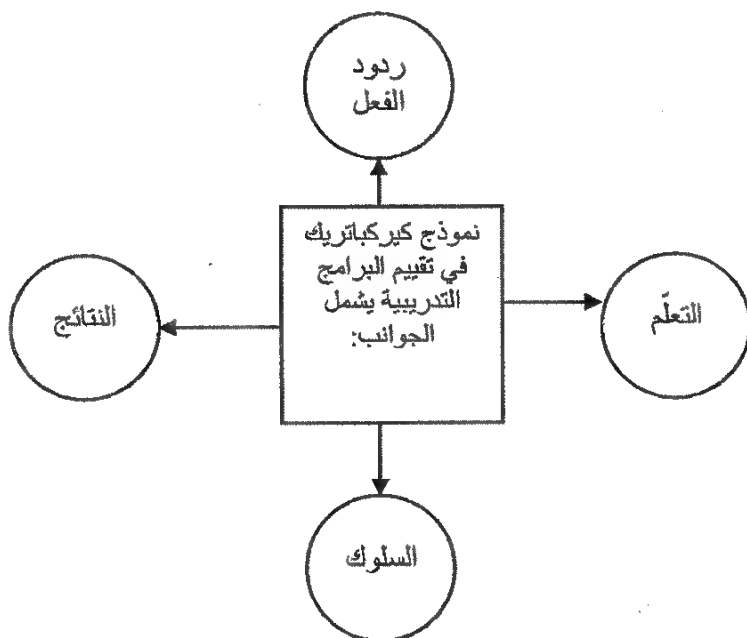 ردود
الفعل
نموذج كيركباتريك
في تقييم البرامج
التدريبية يشمل
الجوانب:
التعلّم
النتائج
السلوك